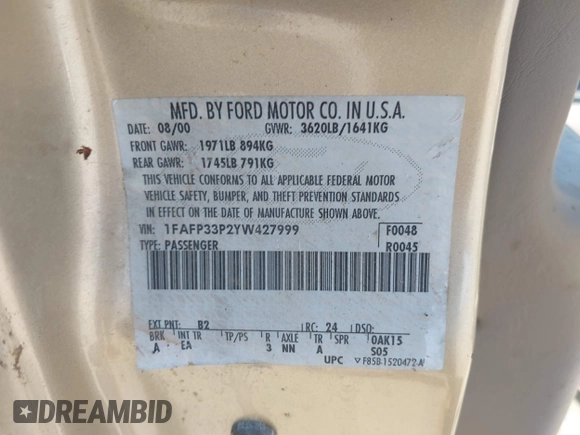 MFD. BY FORD MOTOR CO. IN U.S.A.
DATE: 08/00 GVWR: 3620LB/1641KG
FRONT GAWR: 1971LB 894KG
REAR GAWR: 1745LB 791KG
THIS VEHICLE CONFORMS TO ALL APPLICABLE FEDERAL MOTOR
VEHICLE SAFETY, BUMPER, AND THEFT PREVENTION STANDARDS
IN EFFECT ON THE DATE OF MANUFACTURE SHOWN ABOVE.
VIN: 1FAFP33P2YW427999 F0048
TYPE: PASSENGER R0045
EXT PNT: B2 RC: 24 DSO:
BRK INT TR TP/PS R AXLE TR SPR 0AK15
A EA 3 NN A S05
UPC F85B-1520472-A
DREAMBID